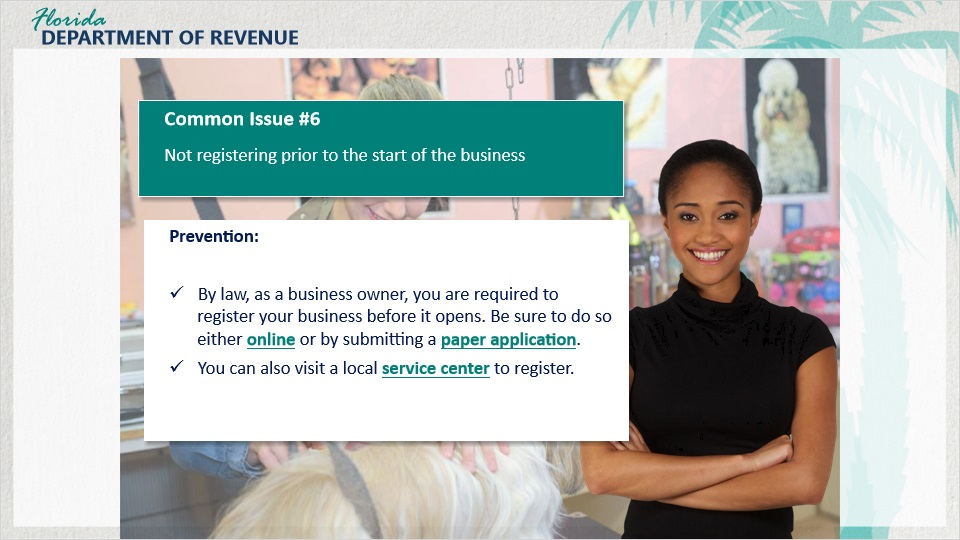 Florida
DEPARTMENT OF REVENUE
Common Issue #6
Not registering prior to the start of the business
Prevention:
✓ By law, as a business owner, you are required to
register your business before it opens. Be sure to do so
either online or by submitting a paper application.
✓ You can also visit a local service center to register.